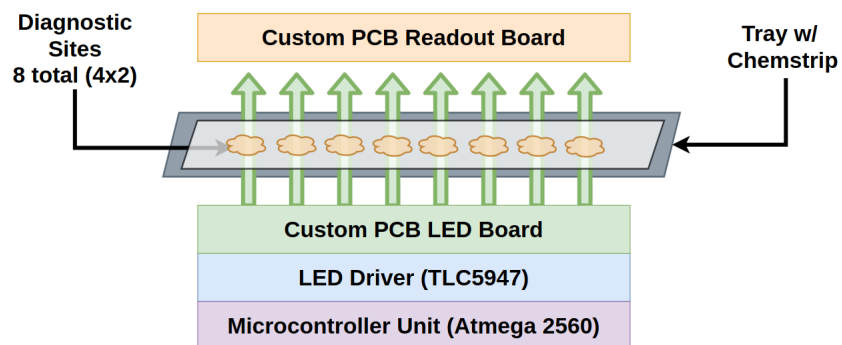 Diagnostic
Sites
8 total (4x2)
Custom PCB Readout Board
Tray w/
Chemstrip
Custom PCB LED Board
LED Driver (TLC5947)
Microcontroller Unit (Atmega 2560)